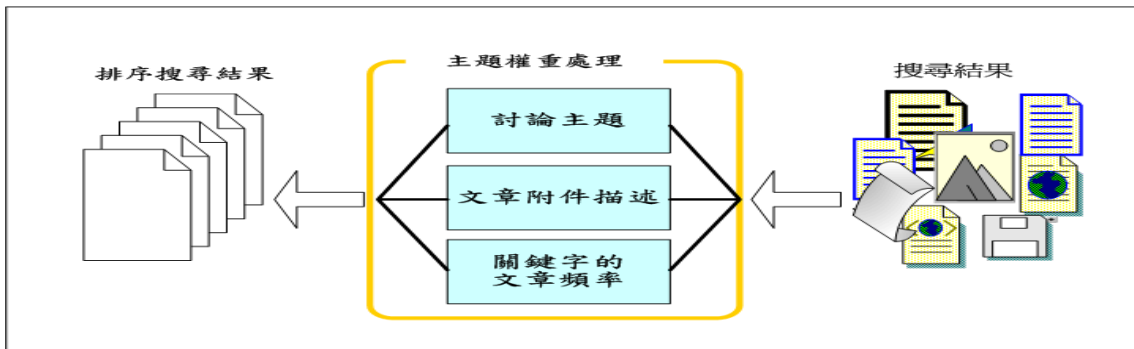 排序搜尋結果
主題權重處理
搜尋結果
討論主題
文章附件描述
關鍵字的
文章頻率